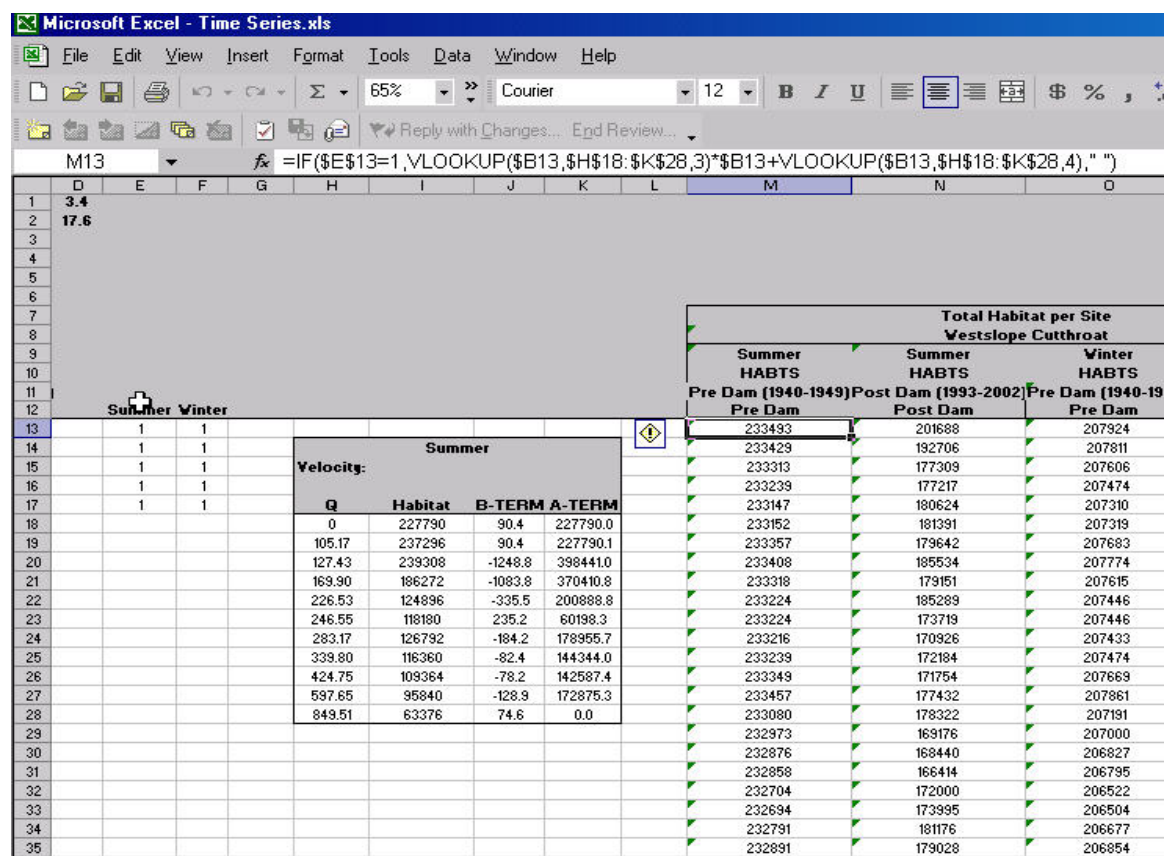 Microsoft Excel - Time Series.xls
File Edit View Insert Format Tools Data Window Help
65% Courier 12 B I U $ % ,
Reply with Changes... End Review...
M13 fx =IF($E$13=1,VLOOKUP($B13,$H$18:$K$28,3)*$B13+VLOOKUP($B13,$H$18:$K$28,4)," ")
D E F G H I J K L M N O
1 3.4
2 17.6
3
4
5
6
7 Total Habitat per Site
8 Westslope Cutthroat
9 Summer Summer Winter
10 HABTS HABTS HABTS
11 Pre Dam (1940-1949) Post Dam (1993-2002) Pre Dam (1940-19
12 Summer Winter Pre Dam Post Dam Pre Dam
13 1 1 233493 201688 207924
14 1 1 Summer 233429 192706 207811
15 1 1 Velocity: 233313 177309 207606
16 1 1 233239 177217 207474
17 1 1 Q Habitat B-TERM A-TERM 233147 180624 207310
18 0 227790 90.4 227790.0 233152 181391 207319
19 105.17 237296 90.4 227790.1 233357 179642 207683
20 127.43 239308 -1248.8 398441.0 233408 185534 207774
21 169.90 186272 -1083.8 370410.8 233318 179151 207615
22 226.53 124896 -335.5 200888.8 233224 185289 207446
23 246.55 118180 235.2 60198.3 233224 173719 207446
24 283.17 126792 -184.2 178955.7 233216 170926 207433
25 339.80 116360 -82.4 144344.0 233239 172184 207474
26 424.75 109364 -78.2 142587.4 233349 171754 207669
27 597.65 95840 -128.9 172875.3 233457 177432 207861
28 849.51 63376 74.6 0.0 233080 178322 207191
29 232973 169176 207000
30 232876 168440 206827
31 232858 166414 206795
32 232704 172000 206522
33 232694 173995 206504
34 232791 181176 206677
35 232891 179028 206854